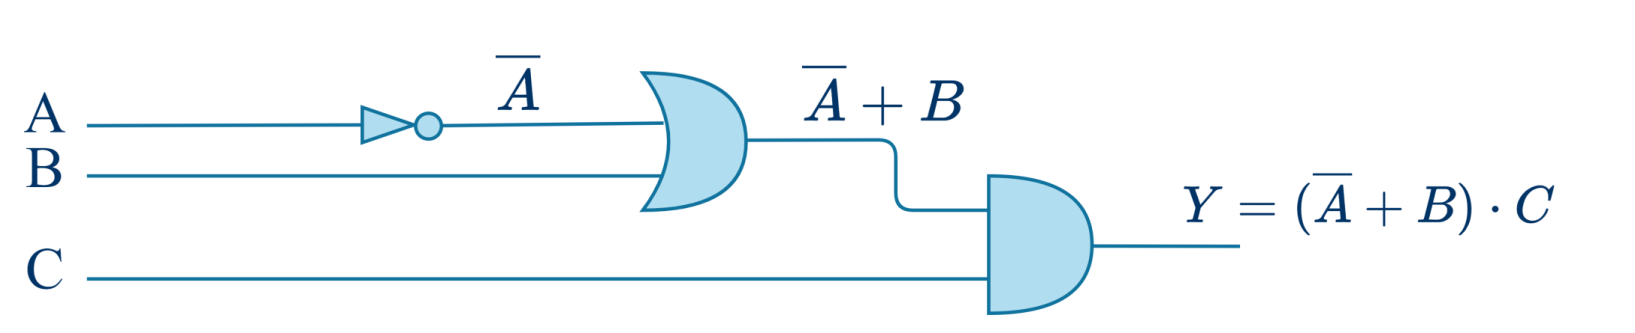 A
B
C
A̅
A̅ + B
Y = (A̅ + B) · C